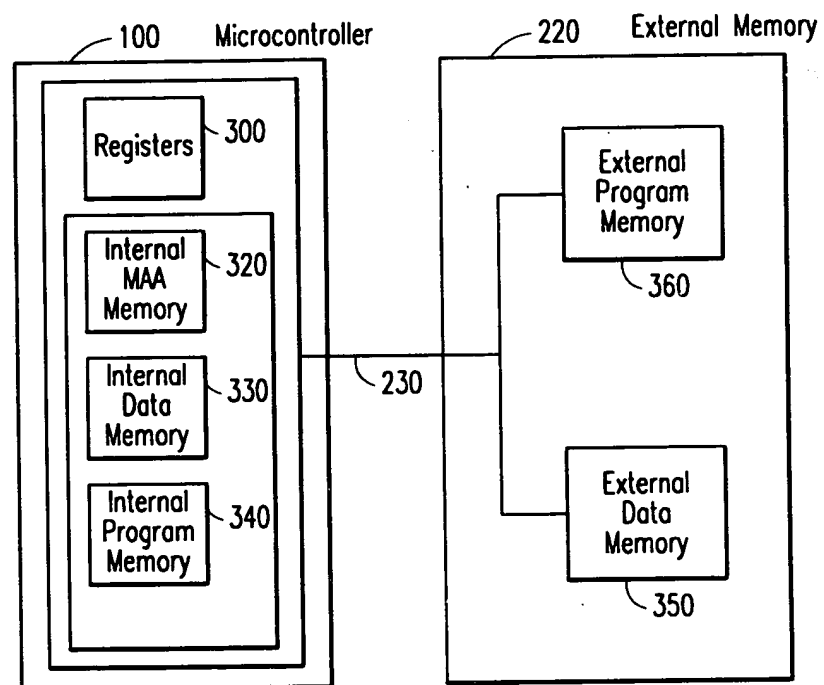 100 Microcontroller
220 External Memory
Registers
300
Internal
MAA
Memory
320
Internal
Data
Memory
330
Internal
Program
Memory
340
230
External
Program
Memory
360
External
Data
Memory
350